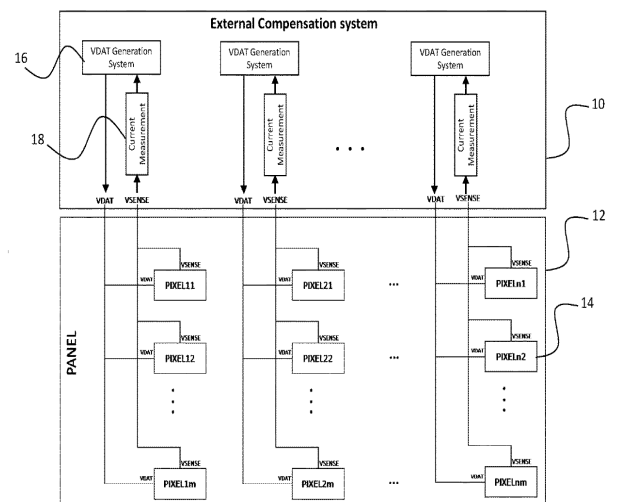 External Compensation system
VDAT Generation System
VDAT Generation System
VDAT Generation System
16
18
Current Measurement
Current Measurement
Current Measurement
. . .
10
VDAT VSENSE
VDAT VSENSE
VDAT VSENSE
12
PANEL
VSENSE
VSENSE
VSENSE
VDAT PIXEL11
VDAT PIXEL21
...
VDAT PIXELn1
14
VSENSE
VSENSE
VSENSE
VDAT PIXEL12
VDAT PIXEL22
...
VDAT PIXELn2
VSENSE
VSENSE
VSENSE
VDAT PIXEL1m
VDAT PIXEL2m
...
VDAT PIXELnm